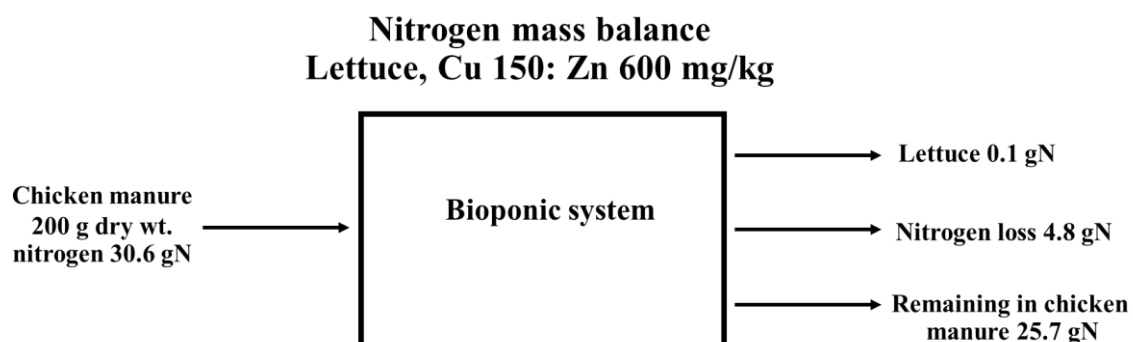 Nitrogen mass balance
Lettuce, Cu 150: Zn 600 mg/kg
Chicken manure
200 g dry wt.
nitrogen 30.6 gN
Bioponic system
Lettuce 0.1 gN
Nitrogen loss 4.8 gN
Remaining in chicken
manure 25.7 gN